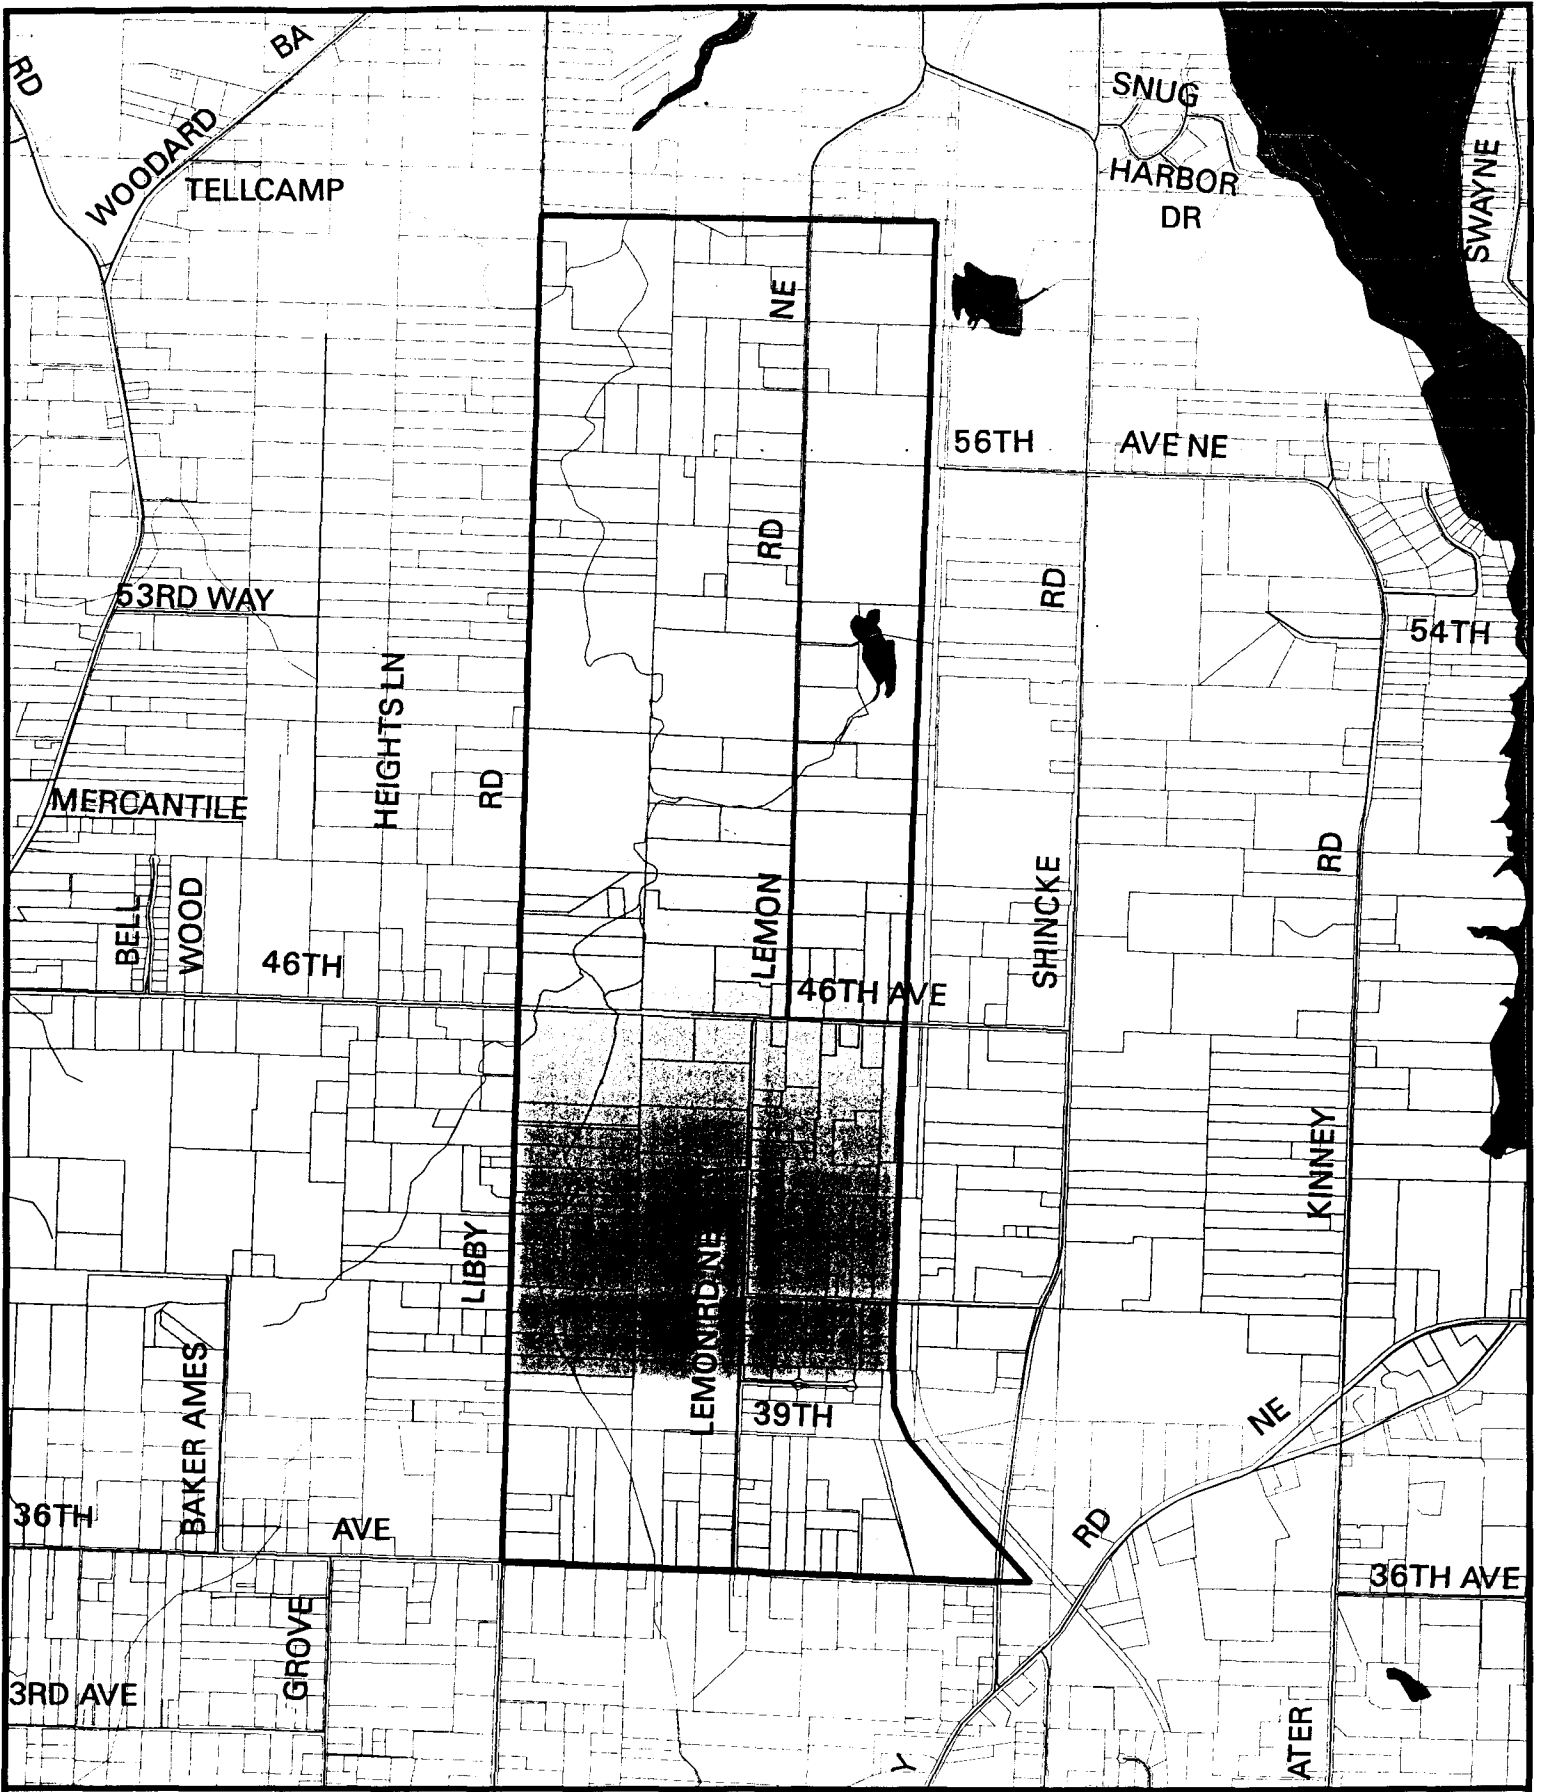 RD
BA
WOODARD
TELLCAMP
SNUG
HARBOR
DR
SWAYNE
NE
56TH
AVE NE
RD
RD
53RD WAY
54TH
HEIGHTS LN
RD
MERCANTILE
RD
BELL
WOOD
46TH
LEMON
46TH AVE
SHINCKE
KINNEY
LIBBY
LEMON RD NE
BAKER AMES
39TH
NE
36TH
AVE
RD
36TH AVE
GROVE
3RD AVE
ATER
Y